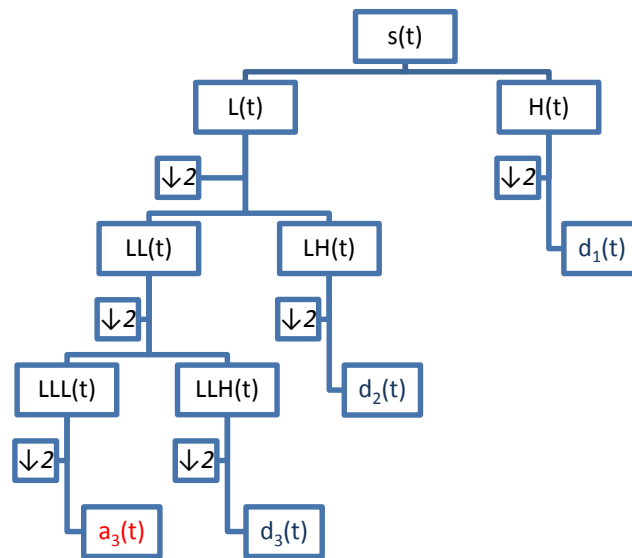 s(t)
L(t)
H(t)
↓2
↓2
LL(t)
LH(t)
d₁(t)
↓2
↓2
LLL(t)
LLH(t)
d₂(t)
↓2
↓2
a₃(t)
d₃(t)